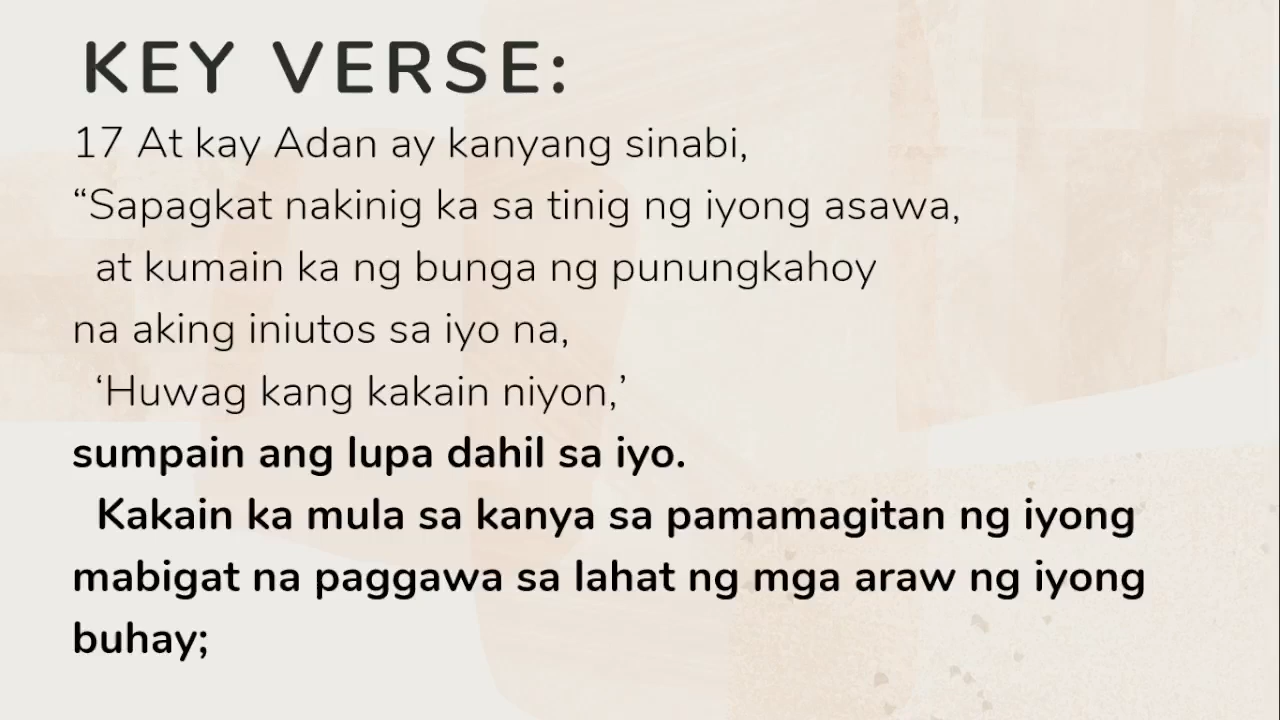 KEY VERSE:
17 At kay Adan ay kanyang sinabi,
“Sapagkat nakinig ka sa tinig ng iyong asawa,
at kumain ka ng bunga ng punungkahoy
na aking iniutos sa iyo na,
‘Huwag kang kakain niyon,’
sumpain ang lupa dahil sa iyo.
Kakain ka mula sa kanya sa pamamagitan ng iyong
mabigat na paggawa sa lahat ng mga araw ng iyong
buhay;